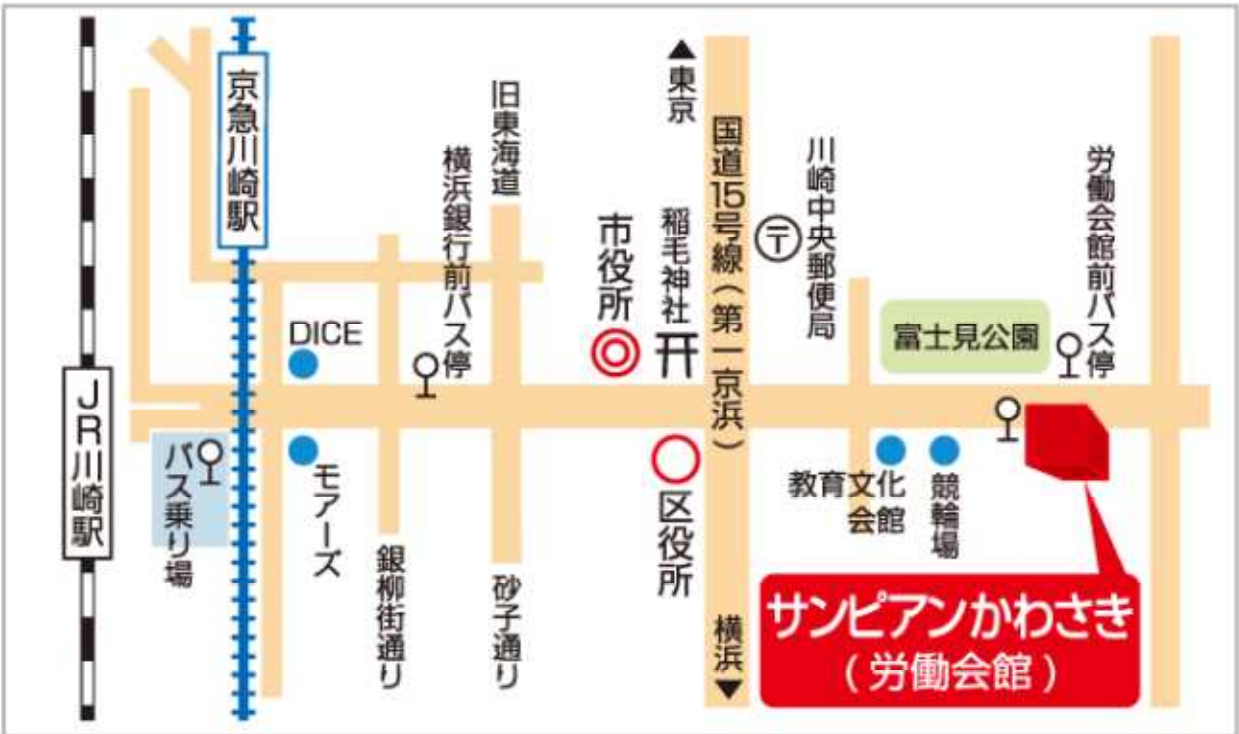 JR川崎駅
京急川崎駅
バス乗り場
DICE
モアーズ
横浜銀行前バス停
銀柳街通り
旧東海道
砂子通り
市役所
稲毛神社
区役所
▲東京
国道15号線(第一京浜)
横浜▼
〒
川崎中央郵便局
教育文化
会館
競輪場
富士見公園
労働会館前バス停
サンピアンかわさき
(労働会館)